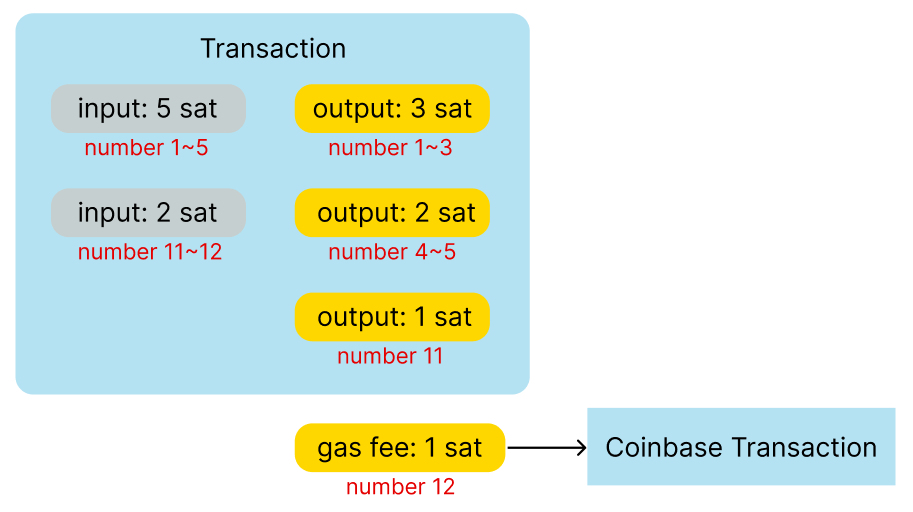 Transaction
input: 5 sat
output: 3 sat
number 1~5
number 1~3
input: 2 sat
output: 2 sat
number 11~12
number 4~5
output: 1 sat
number 11
gas fee: 1 sat
Coinbase Transaction
number 12